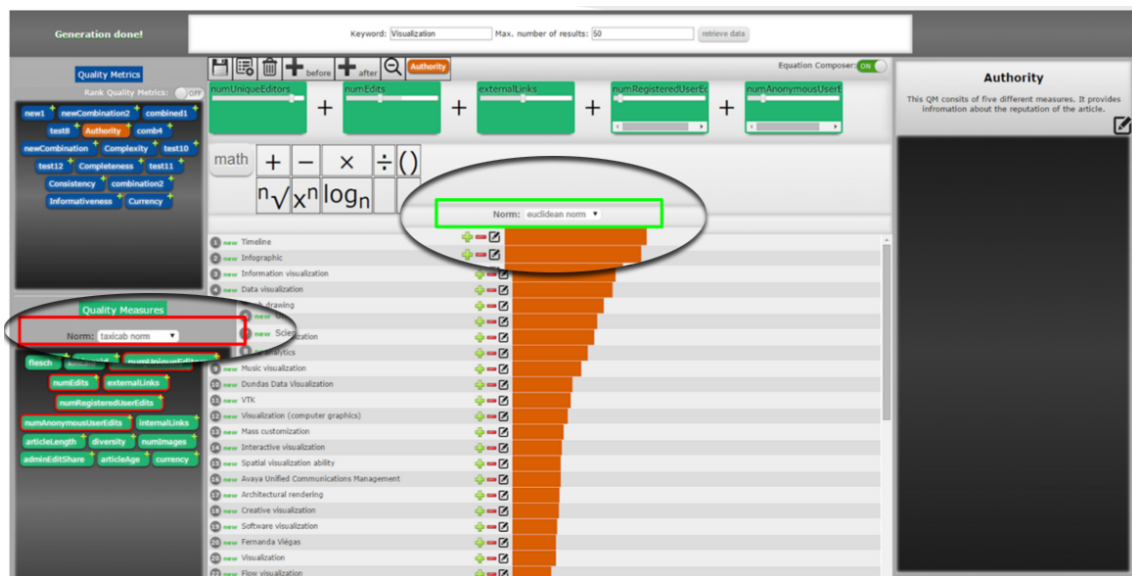 Generation done!
Keyword: Visualization
Max. number of results: 50
retrieve data
Quality Metrics
Rank Quality Metrics: OFF
new1 newCombination2 combined1
test8 Authority comb4
newCombination Complexity test10
test12 Completeness test11
Consistency combination2
Informativeness Currency
Quality Measures
Norm: taxicab norm
flesch
numUniqueEditors
numEdits externalLinks
numRegisteredUserEdits
numAnonymousUserEdits internalLinks
articleLength diversity numImages
adminEditShare articleAge currency
before after Authority
Equation Composer: ON
numUniqueEditors + numEdits + externalLinks + numRegisteredUserEd + numAnonymousUserE
math + − × ÷ ()
n√ xn logn
Norm: euclidean norm
1 new Timeline
2 new Infographic
3 new Information visualization
4 new Data visualization
drawing
new
new Scien ization
analytics
9 new Music visualization
10 new Dundas Data Visualization
11 new VTK
12 new Visualization (computer graphics)
13 new Mass customization
14 new Interactive visualization
15 new Spatial visualization ability
16 new Avaya Unified Communications Management
17 new Architectural rendering
18 new Creative visualization
19 new Software visualization
20 new Fernanda Viégas
20 new Visualization
22 new Flow visualization
Authority
This QM consits of five different measures. It provides
infromation about the reputation of the article.